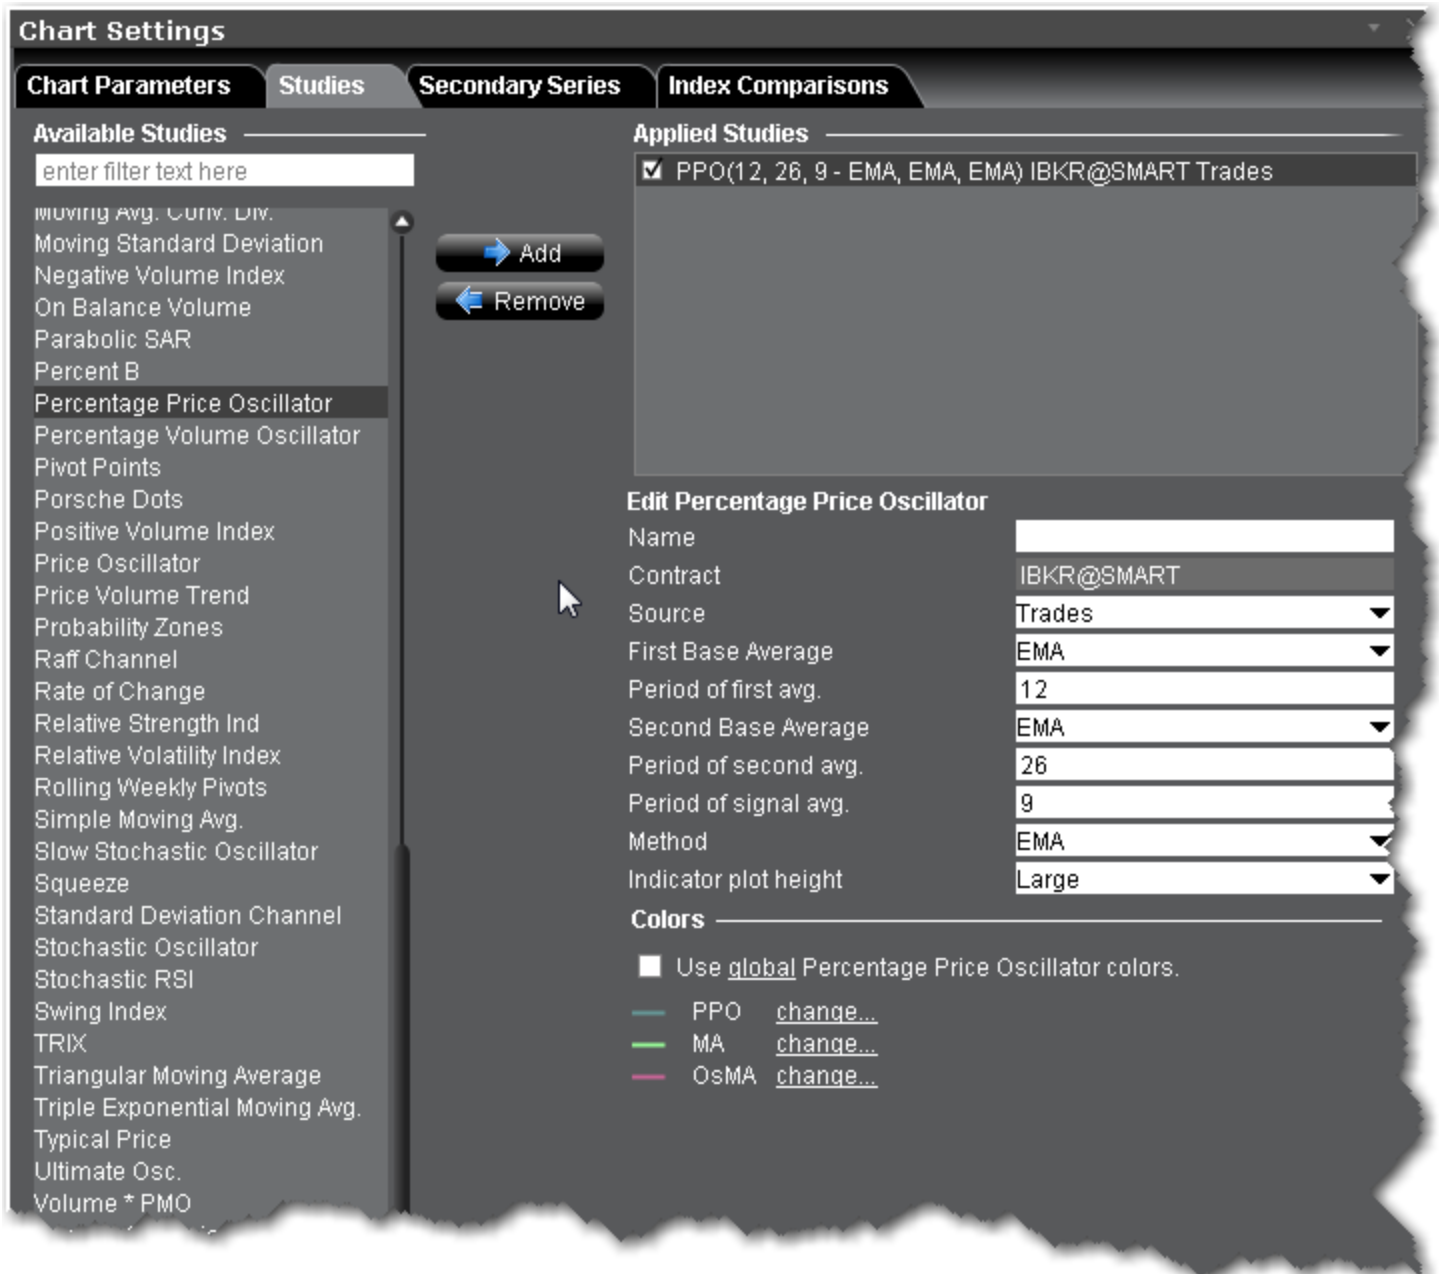 Chart Settings
Chart Parameters
Studies
Secondary Series
Index Comparisons
Available Studies
enter filter text here
Moving Avg. Conv. Div.
Moving Standard Deviation
Negative Volume Index
On Balance Volume
Parabolic SAR
Percent B
Percentage Price Oscillator
Percentage Volume Oscillator
Pivot Points
Porsche Dots
Positive Volume Index
Price Oscillator
Price Volume Trend
Probability Zones
Raff Channel
Rate of Change
Relative Strength Ind
Relative Volatility Index
Rolling Weekly Pivots
Simple Moving Avg.
Slow Stochastic Oscillator
Squeeze
Standard Deviation Channel
Stochastic Oscillator
Stochastic RSI
Swing Index
TRIX
Triangular Moving Average
Triple Exponential Moving Avg.
Typical Price
Ultimate Osc.
Volume * PMO
Add
Remove
Applied Studies
PPO(12, 26, 9 - EMA, EMA, EMA) IBKR@SMART Trades
Edit Percentage Price Oscillator
Name
Contract IBKR@SMART
Source Trades
First Base Average EMA
Period of first avg. 12
Second Base Average EMA
Period of second avg. 26
Period of signal avg. 9
Method EMA
Indicator plot height Large
Colors
Use global Percentage Price Oscillator colors.
PPO change...
MA change...
OsMA change...